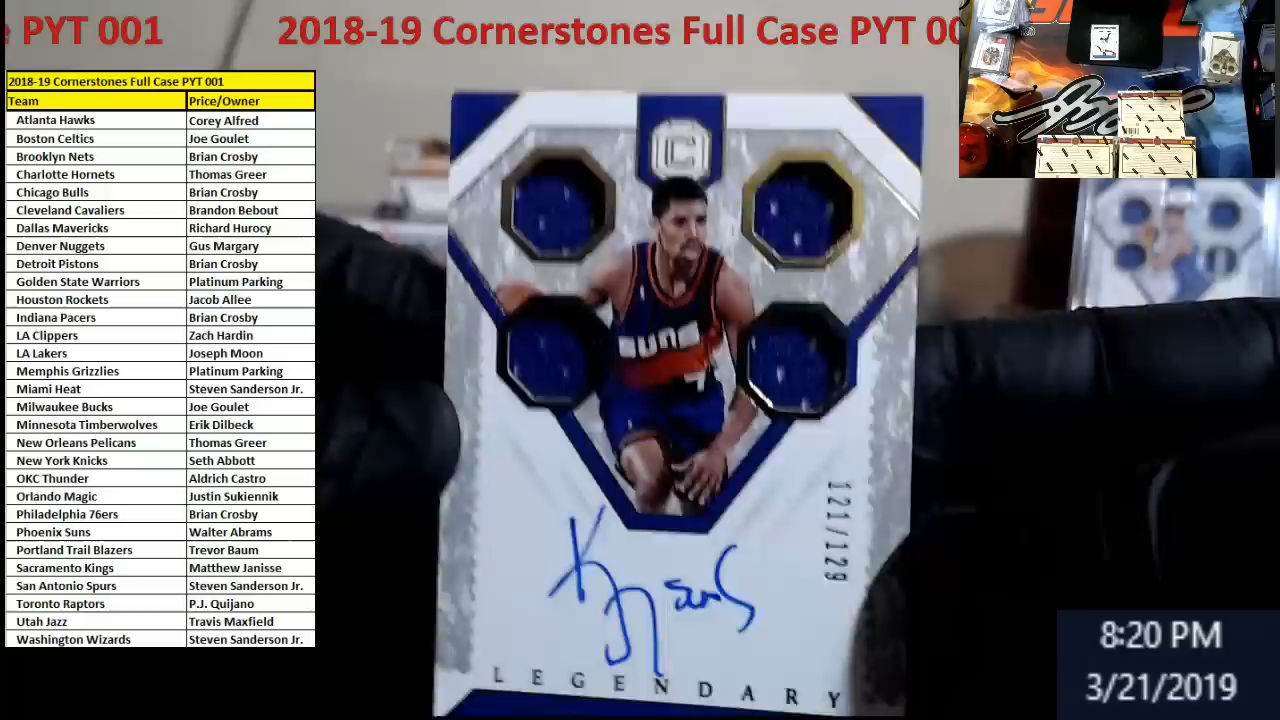 PYT 001 2018-19 Cornerstones Full Case PYT 00
2018-19 Cornerstones Full Case PYT 001
Team Price/Owner
Atlanta Hawks Corey Alfred
Boston Celtics Joe Goulet
Brooklyn Nets Brian Crosby
Charlotte Hornets Thomas Greer
Chicago Bulls Brian Crosby
Cleveland Cavaliers Brandon Bebout
Dallas Mavericks Richard Hurocy
Denver Nuggets Gus Margary
Detroit Pistons Brian Crosby
Golden State Warriors Platinum Parking
Houston Rockets Jacob Allee
Indiana Pacers Brian Crosby
LA Clippers Zach Hardin
LA Lakers Joseph Moon
Memphis Grizzlies Platinum Parking
Miami Heat Steven Sanderson Jr.
Milwaukee Bucks Joe Goulet
Minnesota Timberwolves Erik Dilbeck
New Orleans Pelicans Thomas Greer
New York Knicks Seth Abbott
OKC Thunder Aldrich Castro
Orlando Magic Justin Sukiennik
Philadelphia 76ers Brian Crosby
Phoenix Suns Walter Abrams
Portland Trail Blazers Trevor Baum
Sacramento Kings Matthew Janisse
San Antonio Spurs Steven Sanderson Jr.
Toronto Raptors P.J. Quijano
Utah Jazz Travis Maxfield
Washington Wizards Steven Sanderson Jr.
C
SUNS
7
121/129
LEGENDARY
8:20 PM
3/21/2019